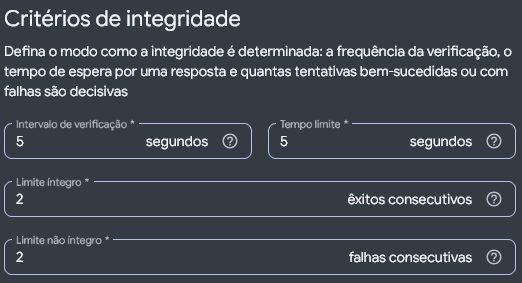 Critérios de integridade
Defina o modo como a integridade é determinada: a frequência da verificação, o
tempo de espera por uma resposta e quantas tentativas bem-sucedidas ou com
falhas são decisivas
Intervalo de verificação * Tempo limite *
5 segundos 5 segundos
Limite íntegro *
2 êxitos consecutivos
Limite não íntegro *
2 falhas consecutivas